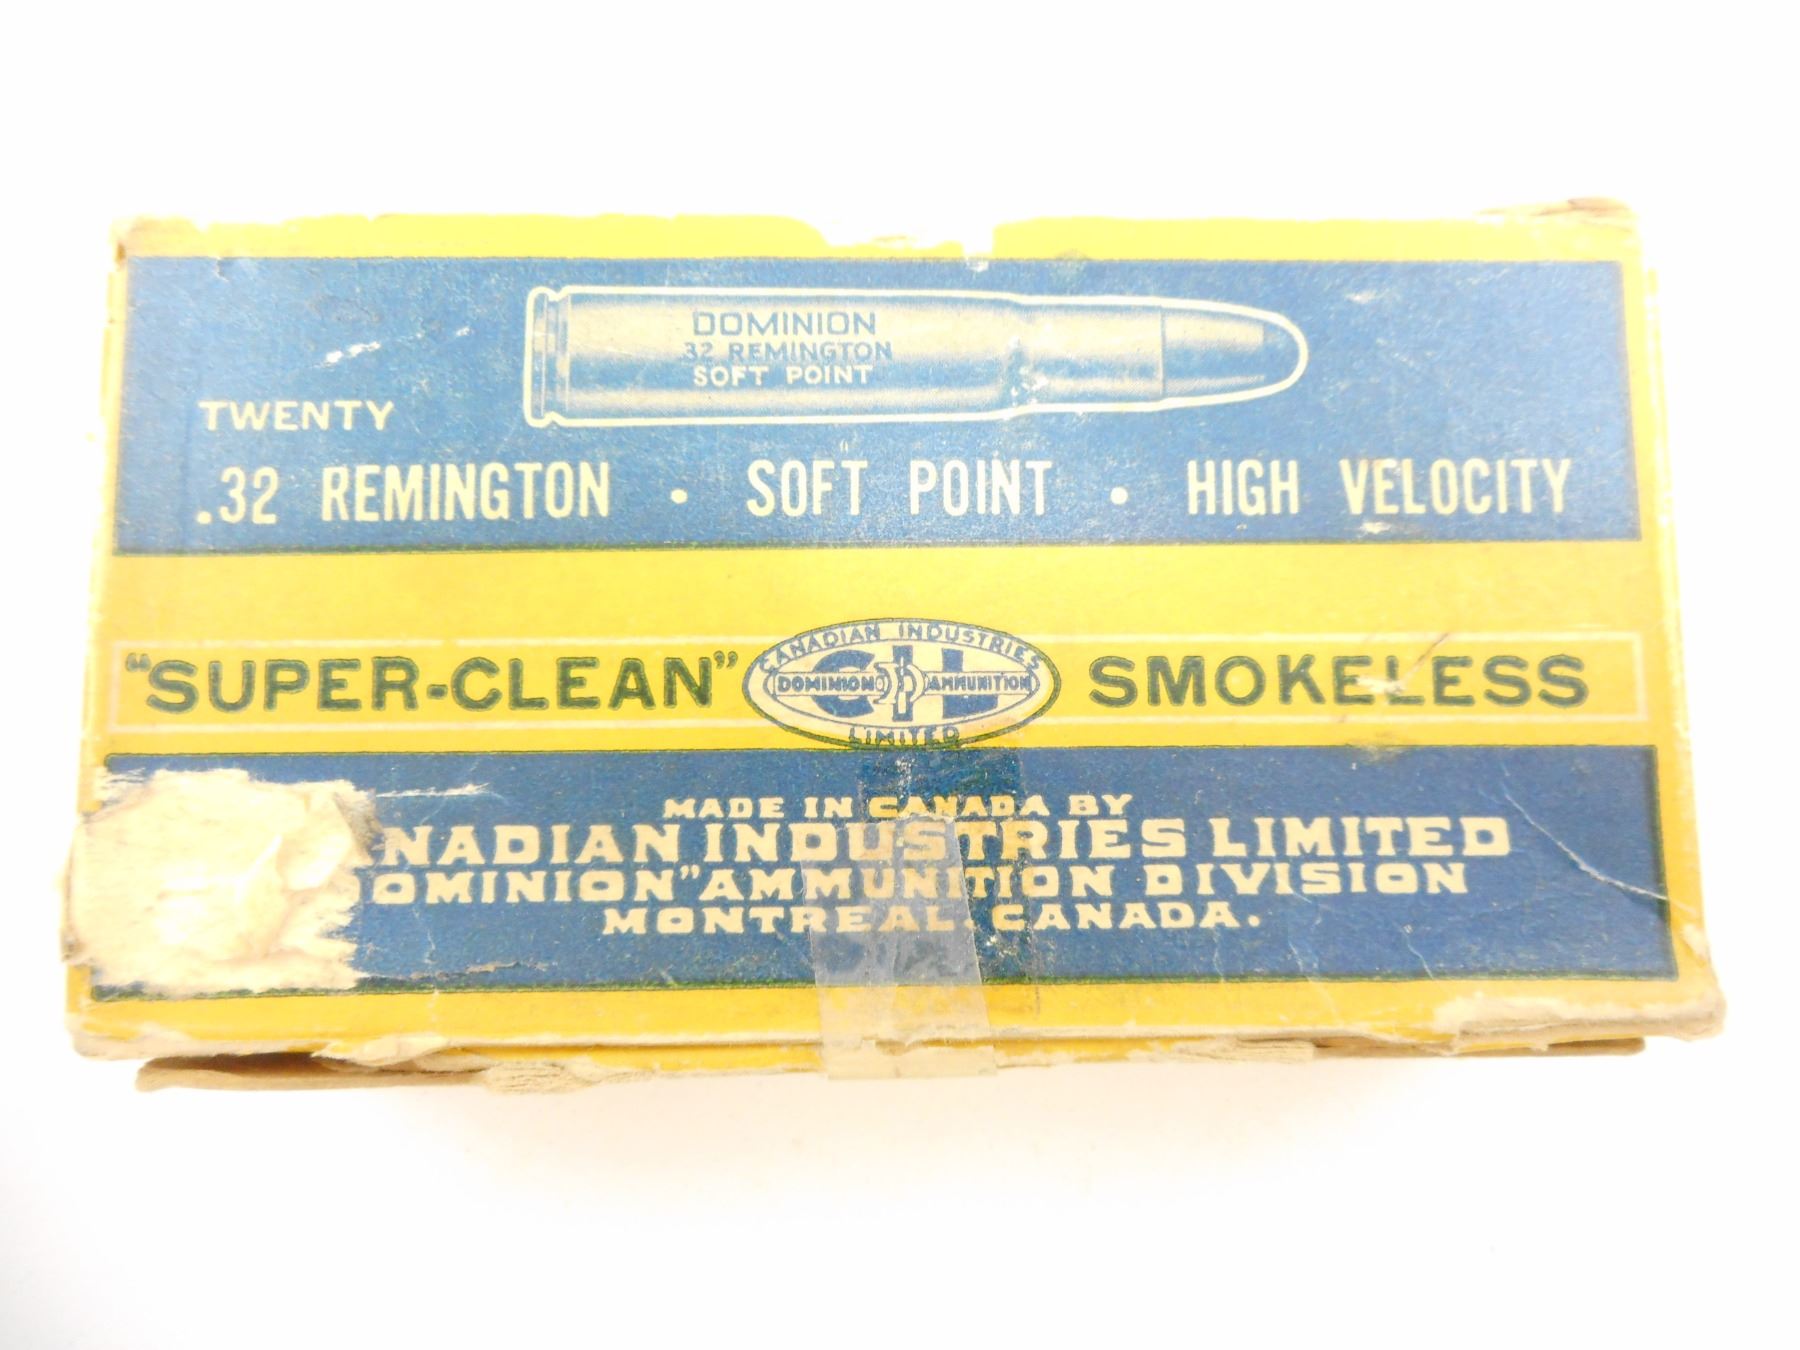 DOMINION
32 REMINGTON
SOFT POINT
TWENTY
.32 REMINGTON · SOFT POINT · HIGH VELOCITY
"SUPER-CLEAN" SMOKELESS
CANADIAN INDUSTRIES
CIL
DOMINION D AMMUNITION
LIMITED
MADE IN CANADA BY
ANADIAN INDUSTRIES LIMITED
OMINION" AMMUNITION DIVISION
MONTREAL CANADA.